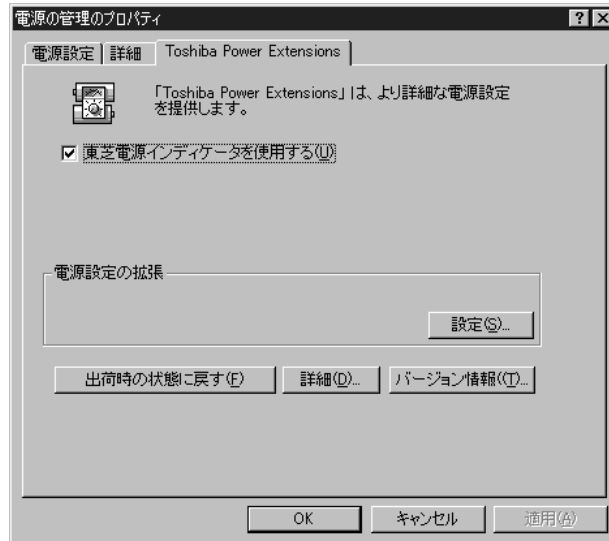 電源の管理のプロパティ
電源設定
詳細
Toshiba Power Extensions
「Toshiba Power Extensions」は、より詳細な電源設定
を提供します。
東芝電源インディケータを使用する(U)
電源設定の拡張
設定(S)...
出荷時の状態に戻す(F)
詳細(D)...
バージョン情報((T)...
OK
キャンセル
適用(A)